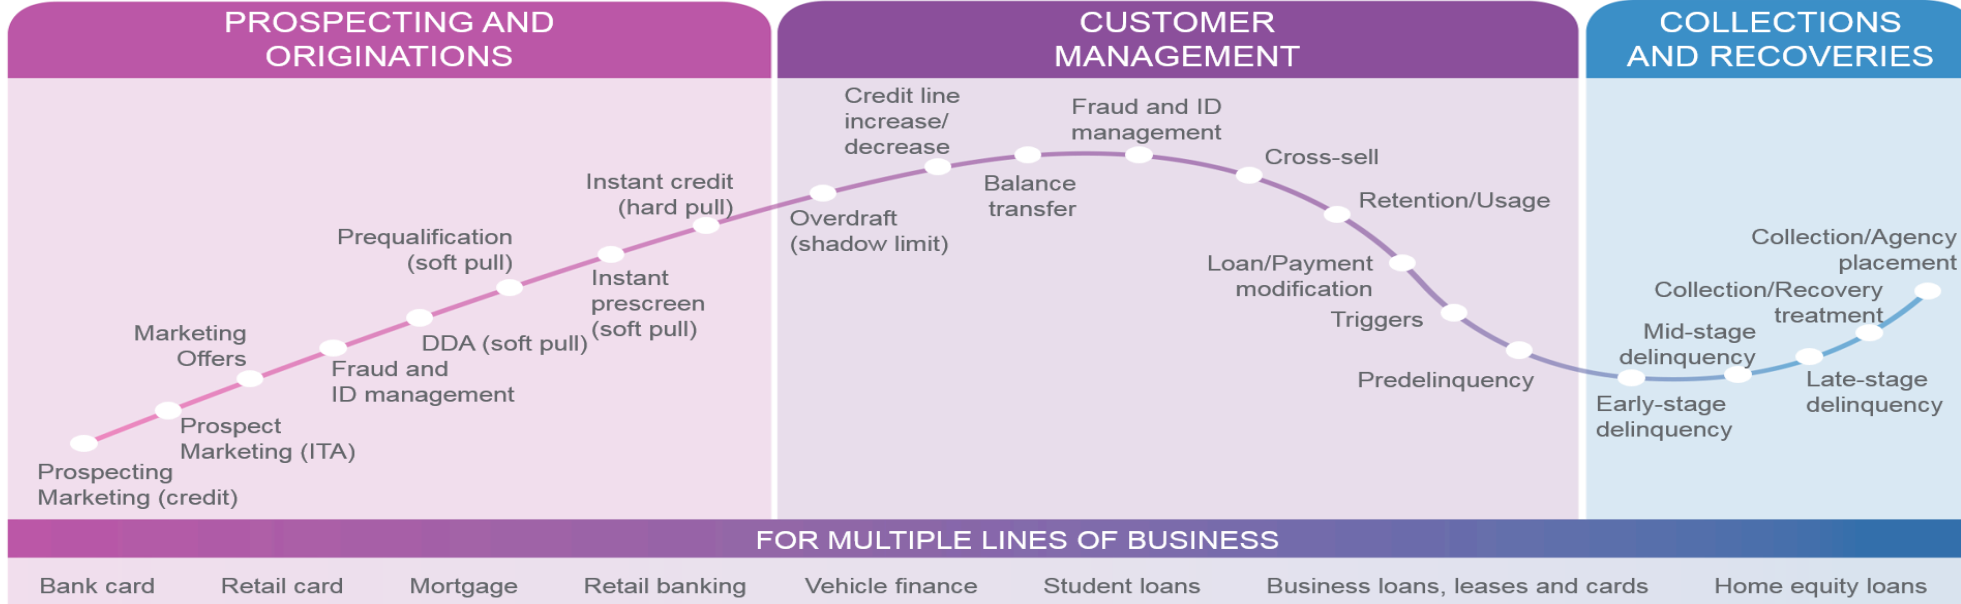 PROSPECTING AND
ORIGINATIONS
Prospecting
Marketing (credit)
Prospect
Marketing (ITA)
Marketing
Offers
Fraud and
ID management
DDA (soft pull)
Prequalification
(soft pull)
Instant
prescreen
(soft pull)
Instant credit
(hard pull)
CUSTOMER
MANAGEMENT
Overdraft
(shadow limit)
Credit line
increase/
decrease
Balance
transfer
Fraud and ID
management
Cross-sell
Retention/Usage
Loan/Payment
modification
Triggers
Predelinquency
COLLECTIONS
AND RECOVERIES
Early-stage
delinquency
Mid-stage
delinquency
Late-stage
delinquency
Collection/Recovery
treatment
Collection/Agency
placement
FOR MULTIPLE LINES OF BUSINESS
Bank card
Retail card
Mortgage
Retail banking
Vehicle finance
Student loans
Business loans, leases and cards
Home equity loans